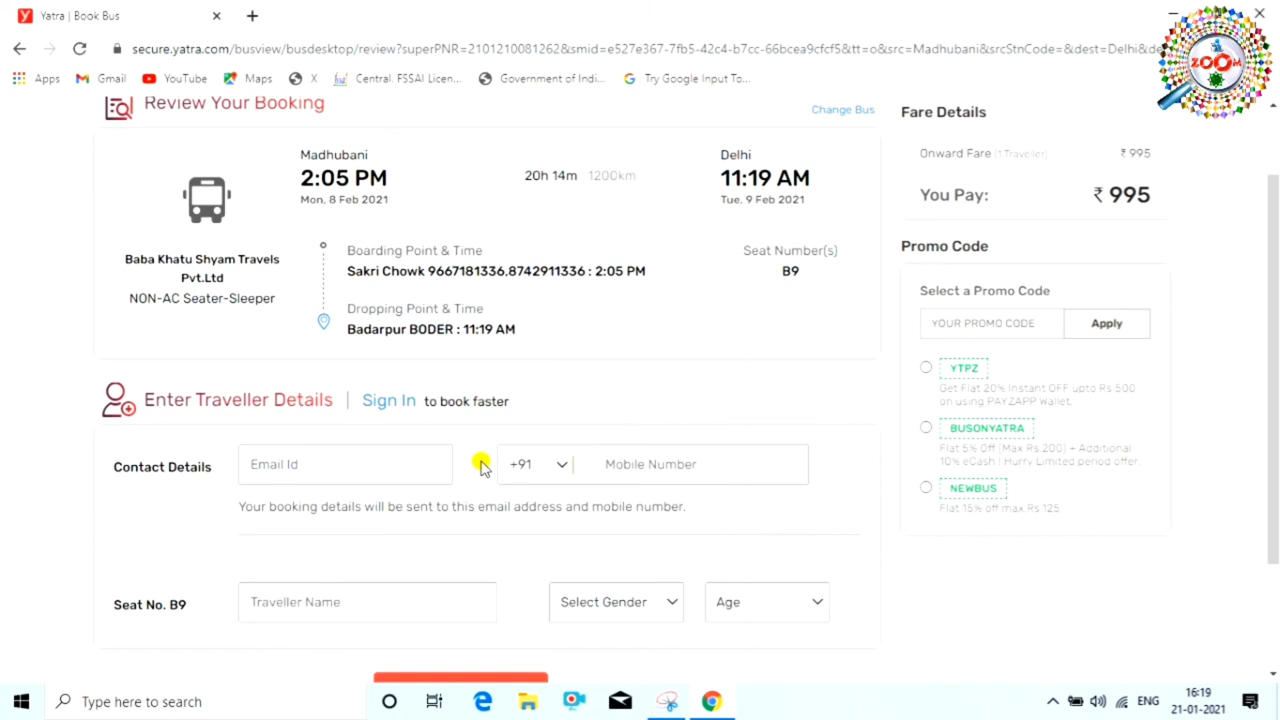 Yatra | Book Bus
secure.yatra.com/busview/busdesktop/review?superPNR=2101210081262&smid=e527e367-7fb5-42c4-b7cc-66bcea9cfcf5&tt=o&src=Madhubani&srcStnCode=&dest=Delhi&de
Apps Gmail YouTube Maps X Central. FSSAI Licen... Government of Indi... Try Google Input To...
ZOOM
Review Your Booking
Change Bus
Madhubani
2:05 PM
Mon, 8 Feb 2021
20h 14m 1200km
Delhi
11:19 AM
Tue, 9 Feb 2021
Baba Khatu Shyam Travels
Pvt.Ltd
NON-AC Seater-Sleeper
Boarding Point & Time
Sakri Chowk 9667181336,8742911336 : 2:05 PM
Dropping Point & Time
Badarpur BODER : 11:19 AM
Seat Number(s)
B9
Enter Traveller Details | Sign In to book faster
Contact Details
Email Id
+91
Mobile Number
Your booking details will be sent to this email address and mobile number.
Seat No. B9
Traveller Name
Select Gender
Age
Fare Details
Onward Fare (1 Traveller) ₹ 995
You Pay: ₹ 995
Promo Code
Select a Promo Code
YOUR PROMO CODE
Apply
YTPZ
Get Flat 20% Instant OFF upto Rs 500
on using PAYZAPP Wallet.
BUSONYATRA
Flat 5% Off (Max Rs.200) + Additional
10% eCash ! Hurry Limited period offer.
NEWBUS
Flat 15% off max.Rs 125
Type here to search
ENG
16:19
21-01-2021